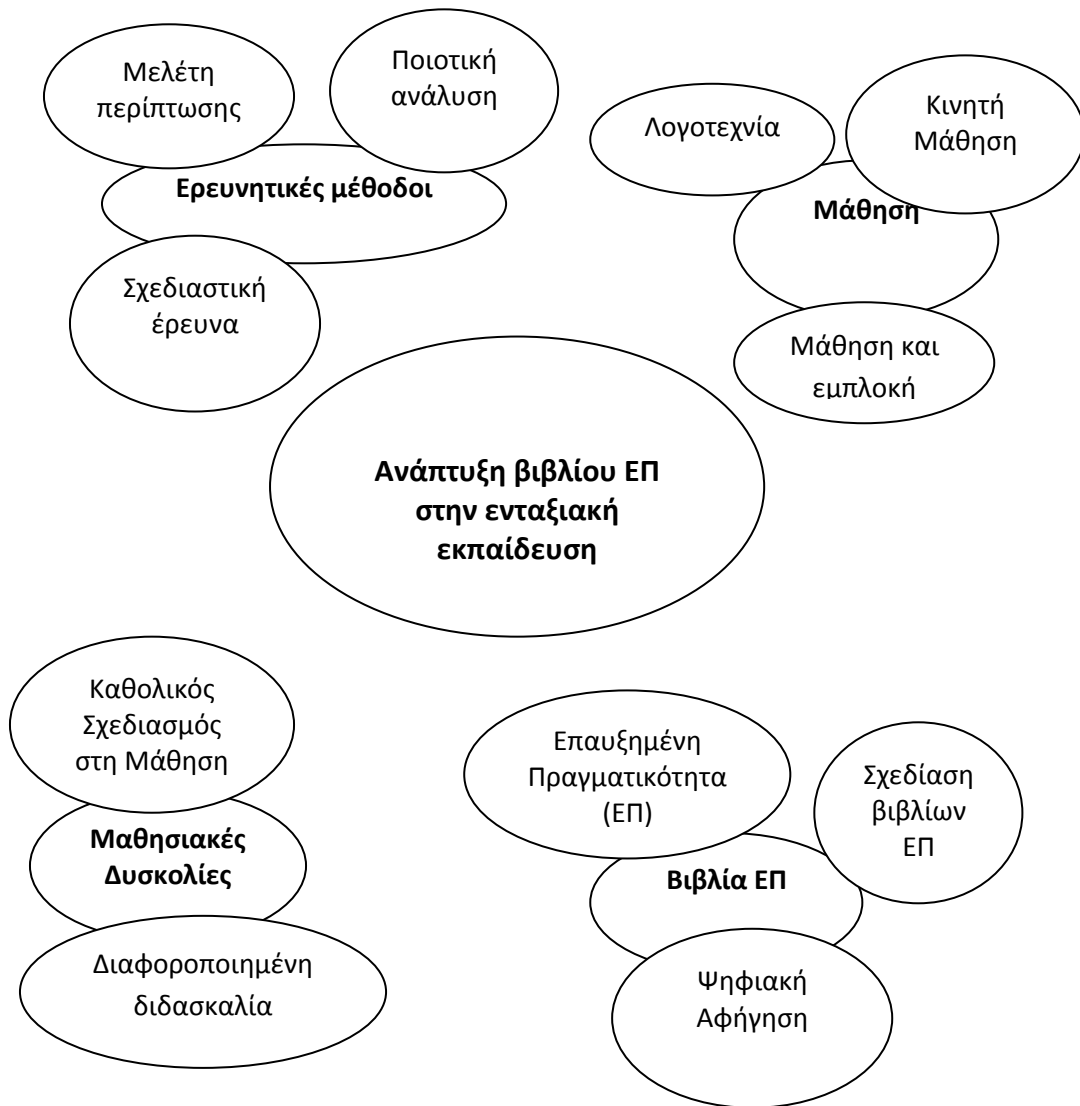 Μελέτη
περίπτωσης
Ποιοτική
ανάλυση
Ερευνητικές μέθοδοι
Σχεδιαστική
έρευνα
Λογοτεχνία
Κινητή
Μάθηση
Μάθηση
Μάθηση και
εμπλοκή
Ανάπτυξη βιβλίου ΕΠ
στην ενταξιακή
εκπαίδευση
Καθολικός
Σχεδιασμός
στη Μάθηση
Μαθησιακές
Δυσκολίες
Διαφοροποιημένη
διδασκαλία
Επαυξημένη
Πραγματικότητα
(ΕΠ)
Σχεδίαση
βιβλίων
ΕΠ
Βιβλία ΕΠ
Ψηφιακή
Αφήγηση